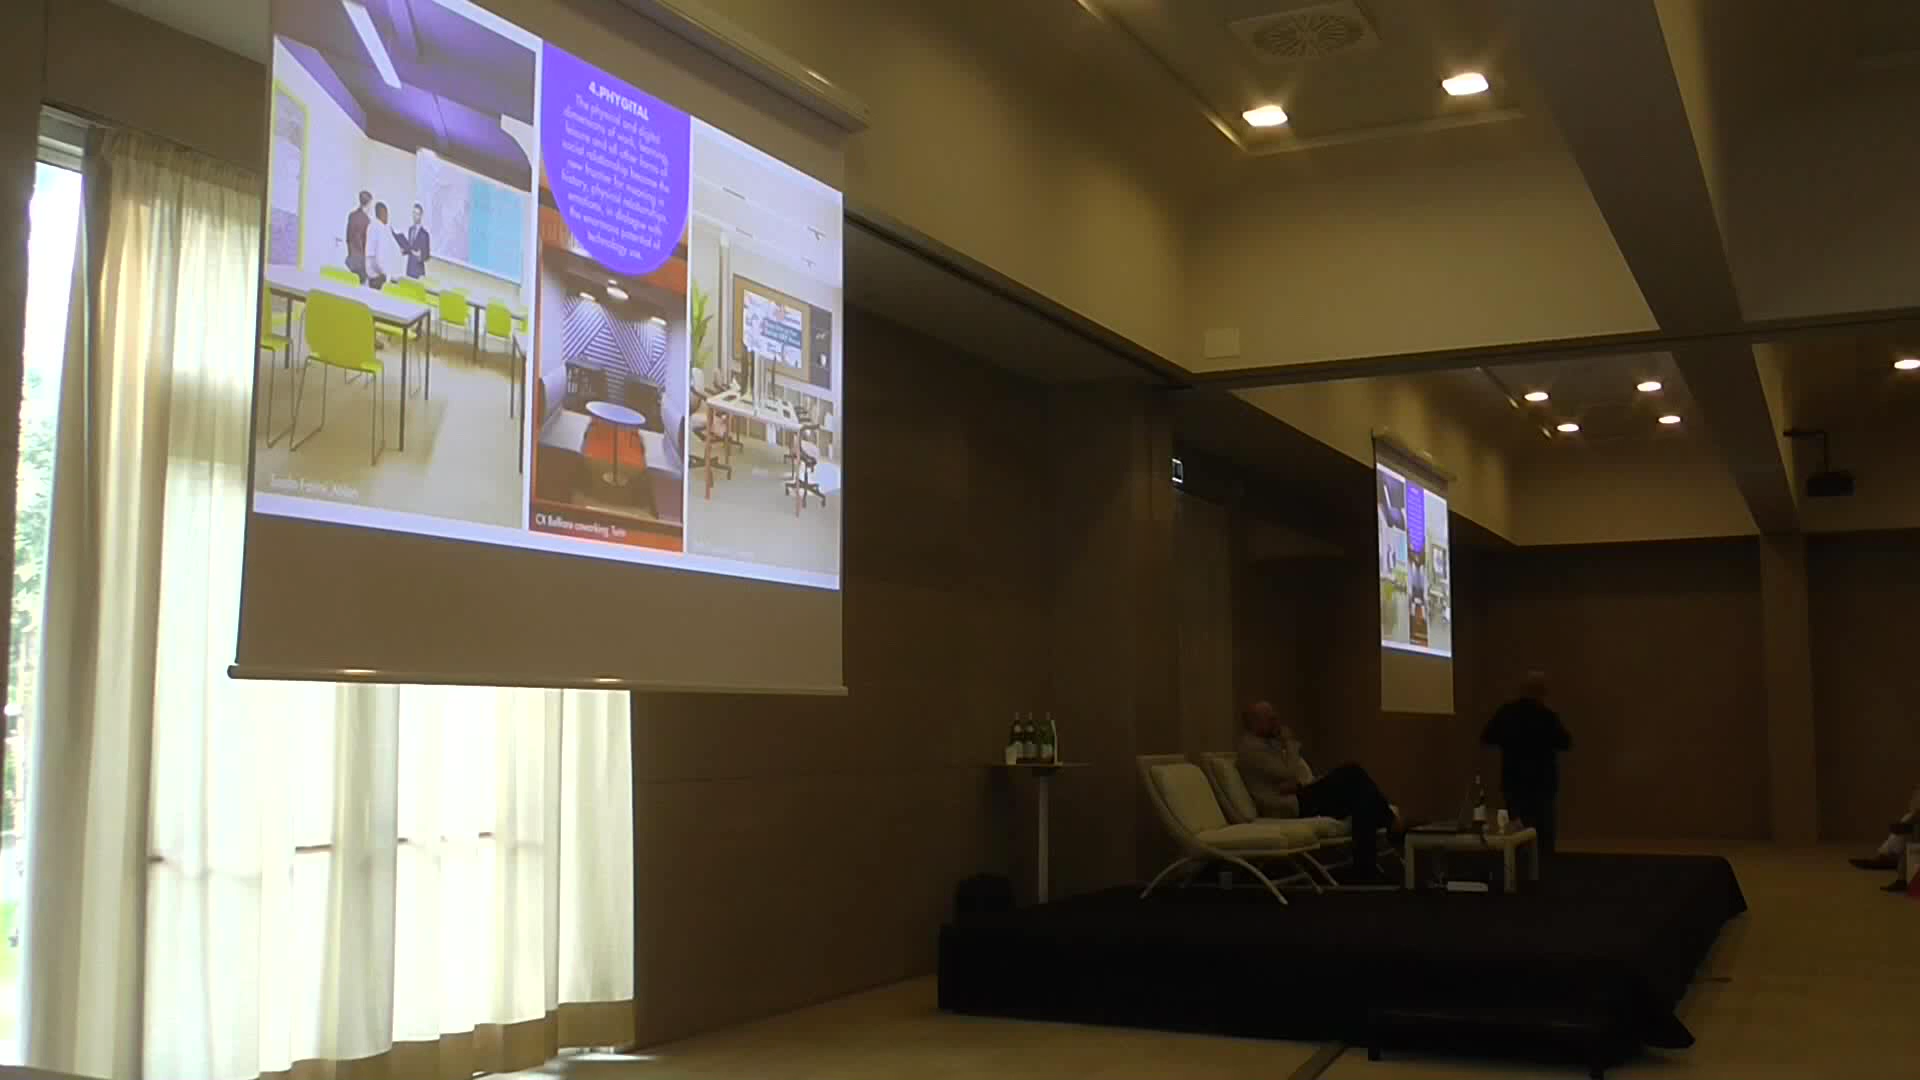 4.PHYGITAL
The physical and digital
dimensions of work, learning,
leisure and all other forms of
social relationship become the
new frontier for meaning in
history, physical relationships,
emotions, in dialogue with
the enormous potential of
technology use.
CX Belfiore coworking, Turin